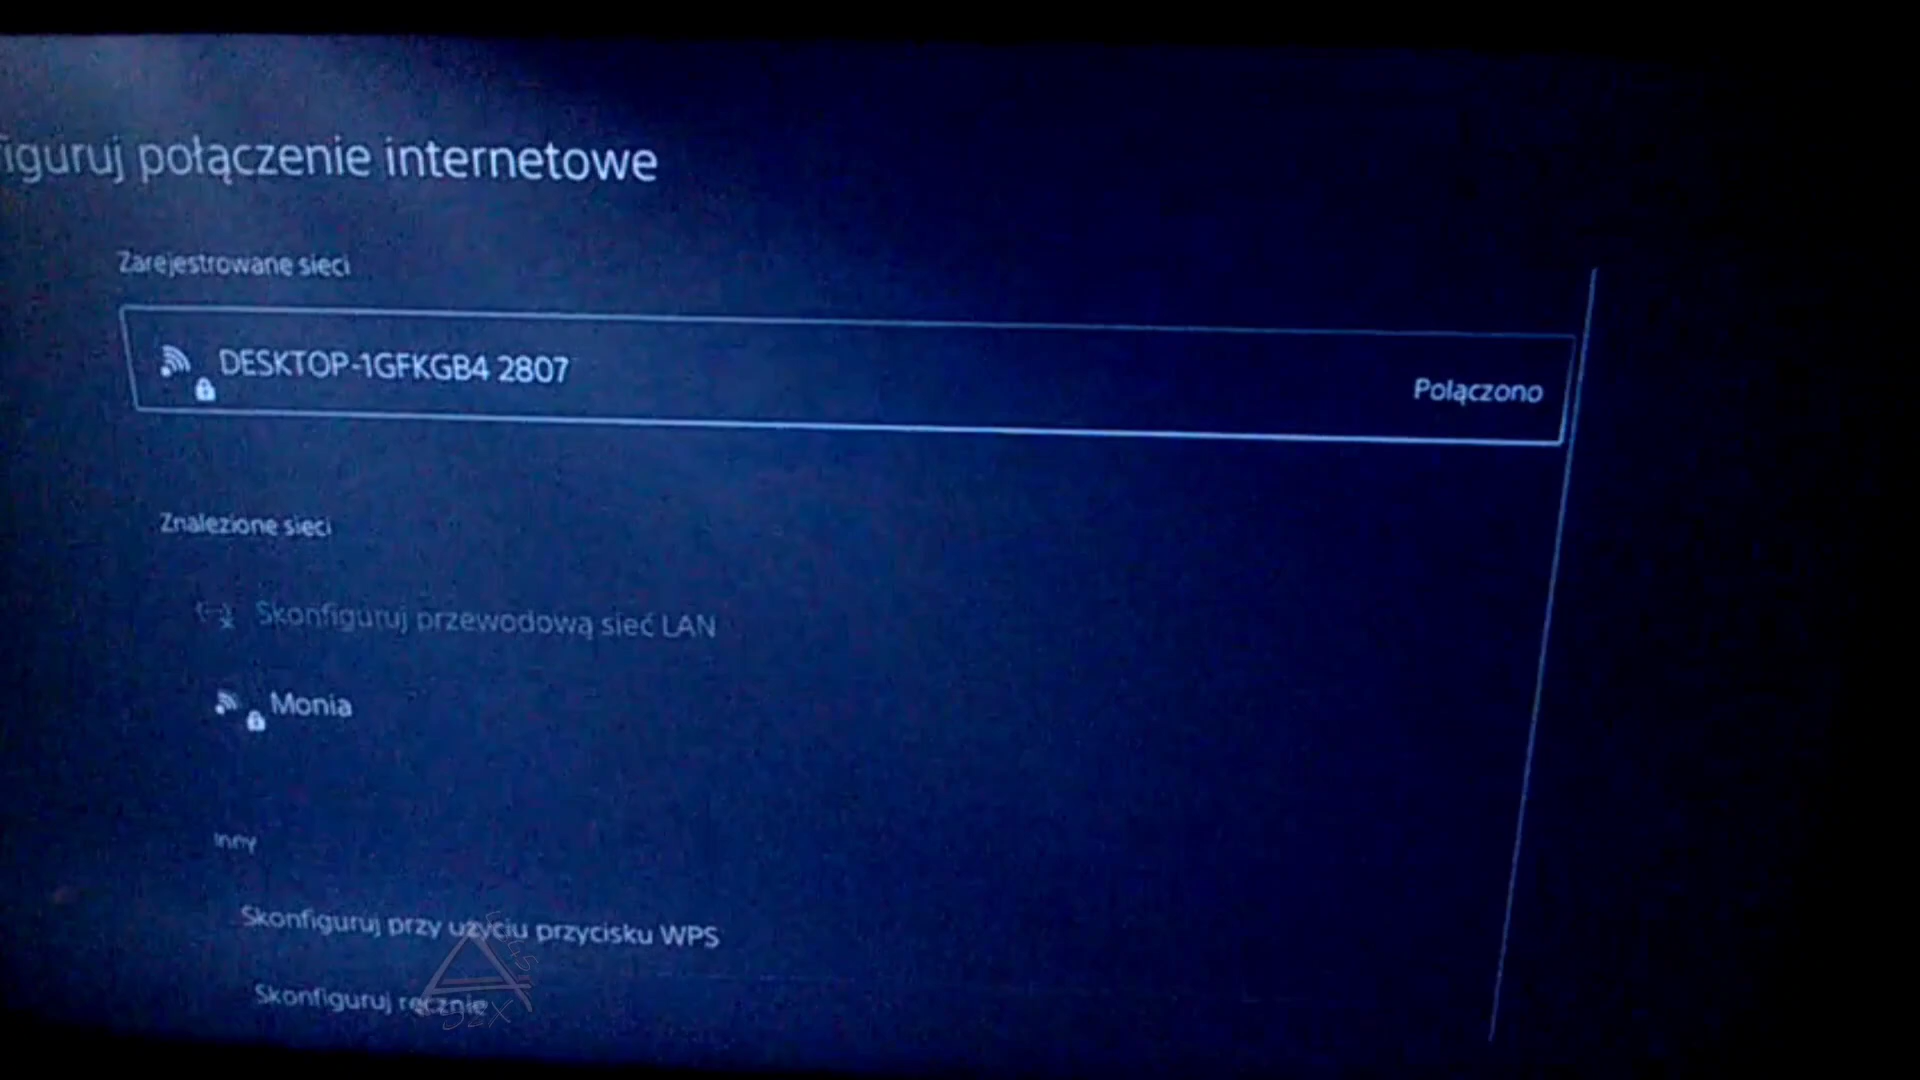 iguruj połączenie internetowe
Zarejestrowane sieci
DESKTOP-1GFKGB4 2807
Połączono
Znalezione sieci
Skonfiguruj przewodową sieć LAN
Monia
Inny
Skonfiguruj przy użyciu przycisku WPS
Skonfiguruj ręcznie